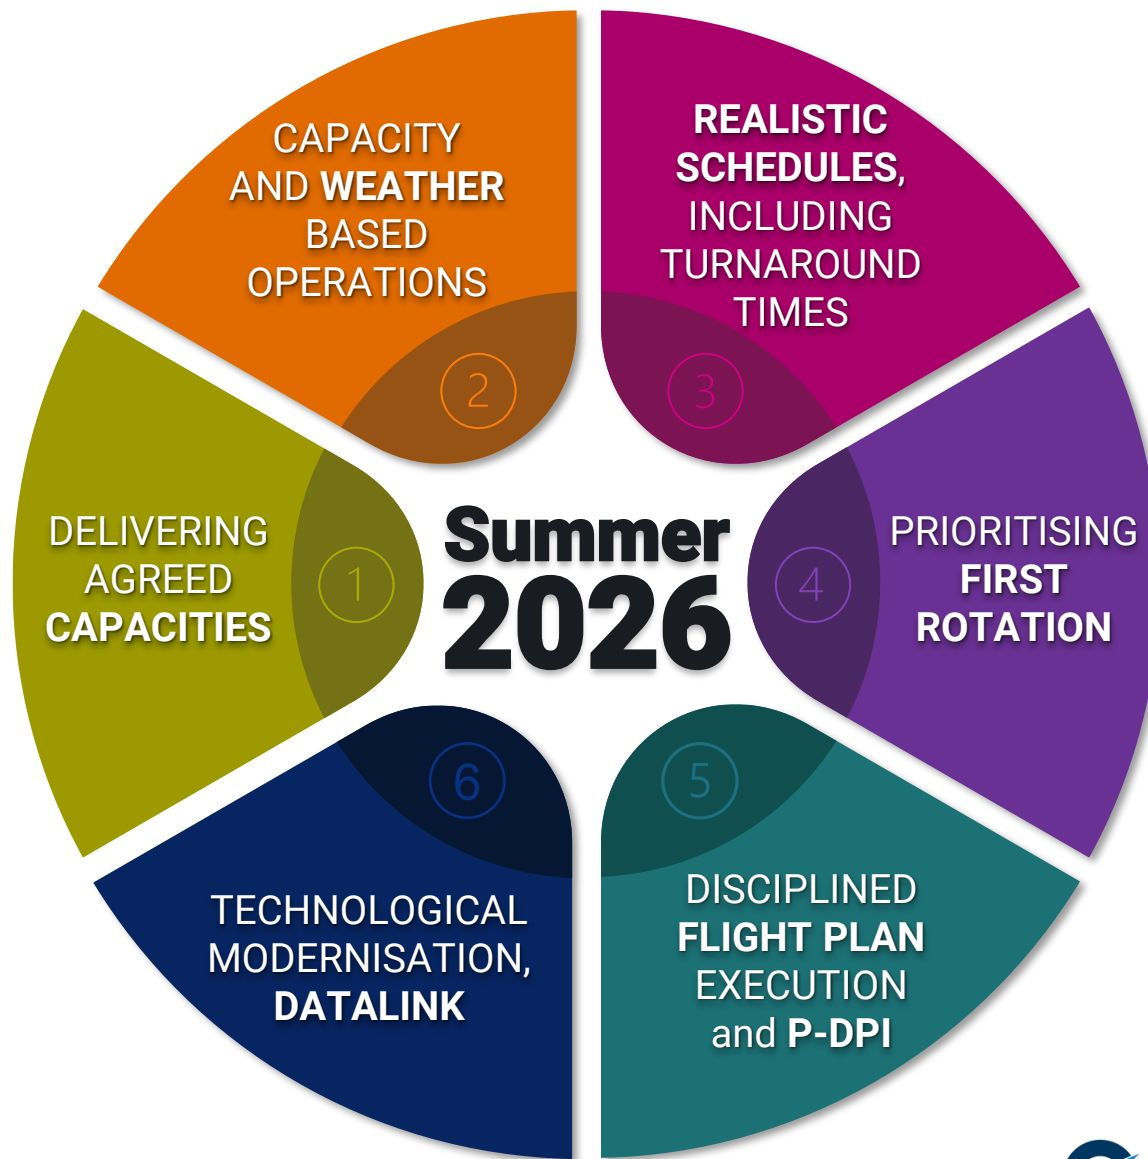 Summer
2026
1
DELIVERING
AGREED
CAPACITIES
2
CAPACITY
AND WEATHER
BASED
OPERATIONS
3
REALISTIC
SCHEDULES,
INCLUDING
TURNAROUND
TIMES
4
PRIORITISING
FIRST
ROTATION
5
DISCIPLINED
FLIGHT PLAN
EXECUTION
and P-DPI
6
TECHNOLOGICAL
MODERNISATION,
DATALINK